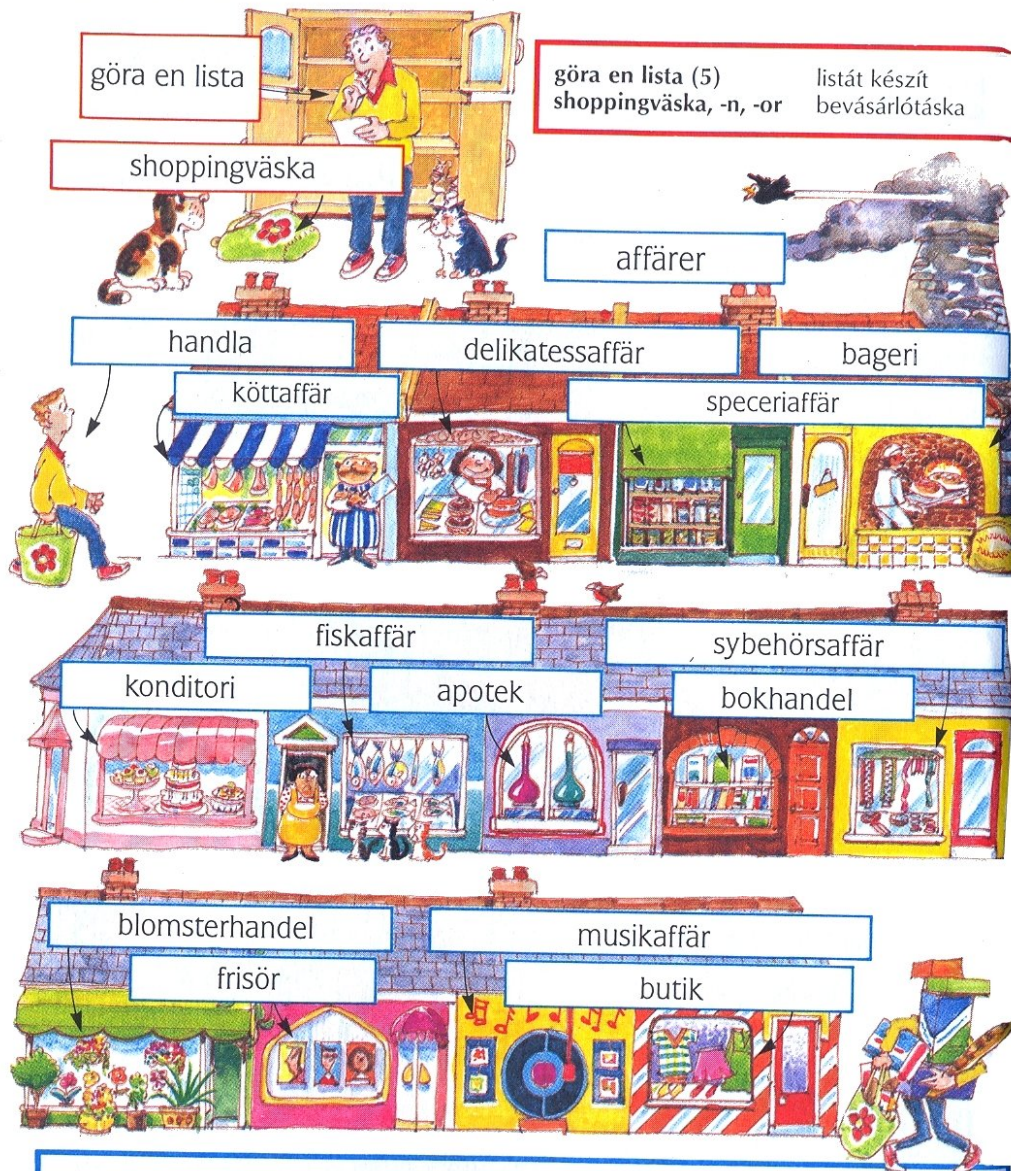 göra en lista
göra en lista (5) listát készít
shoppingväska, -n, -or bevásárlótáska
shoppingväska
affärer
handla
delikatessaffär
bageri
köttaffär
speceriaffär
fiskaffär
sybehörsaffär
konditori
apotek
bokhandel
blomsterhandel
musikaffär
frisör
butik